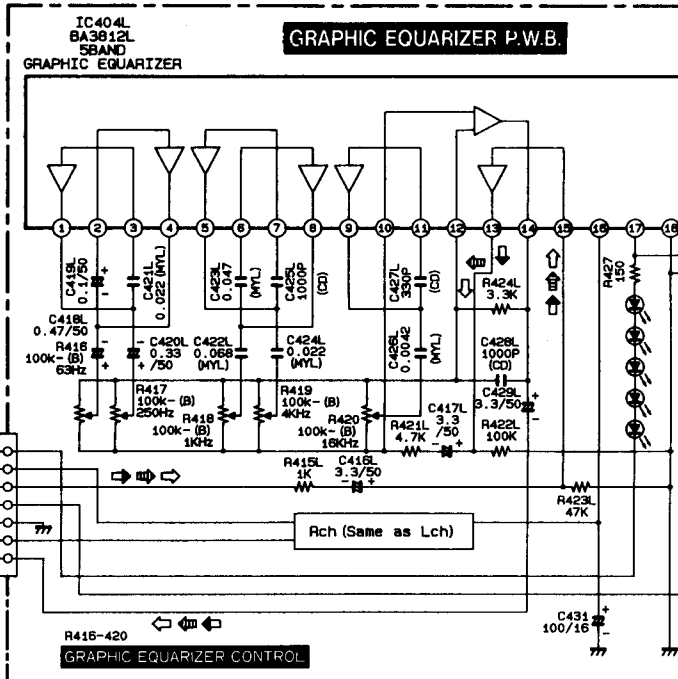 IC404L
BA3812L
5BAND
GRAPHIC EQUARIZER
GRAPHIC EQUARIZER P.W.B.
1 2 3 4 5 6 7 8 9 10 11 12 13 14 15 16 17 18
C419L
0.1/50
C421L
0.022 (MYL)
C423L
0.047
(MYL)
C425L
1000P
(CD)
C427L
330P
(CD)
R424L
3.3K
R427
150
C418L
0.47/50
R416
100k-(B)
63Hz
C420L
0.33
/50
C422L
0.068
(MYL)
C424L
0.022
(MYL)
C426L
0.0042
(MYL)
C428L
1000P
(CD)
C429L
3.3/50
R417
100k-(B)
250Hz
R418
100k-(B)
1KHz
R419
100k-(B)
4KHz
R420
100k-(B)
16KHz
R421L
4.7K
C417L
3.3
/50
R422L
100K
R415L
1K
C416L
3.3/50
R423L
47K
Rch (Same as Lch)
C431
100/16
R416-420
GRAPHIC EQUARIZER CONTROL